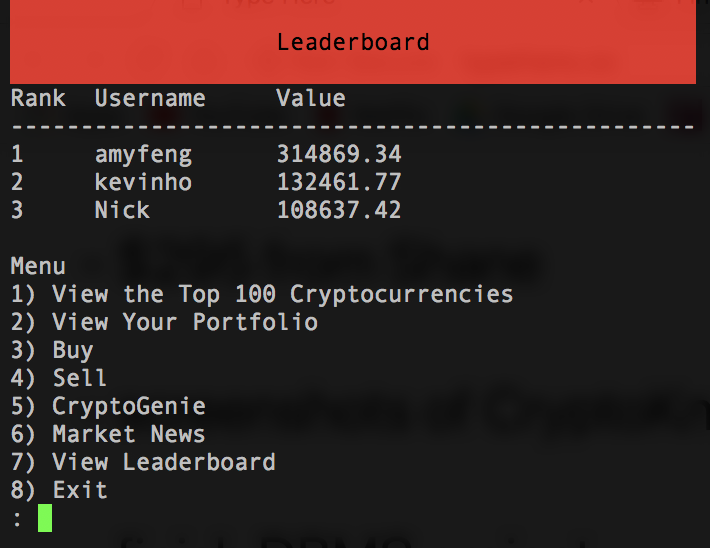 Leaderboard
Rank Username Value
-------------------------------------------------
1 amyfeng 314869.34
2 kevinho 132461.77
3 Nick 108637.42
Menu
1) View the Top 100 Cryptocurrencies
2) View Your Portfolio
3) Buy
4) Sell
5) CryptoGenie
6) Market News
7) View Leaderboard
8) Exit
: